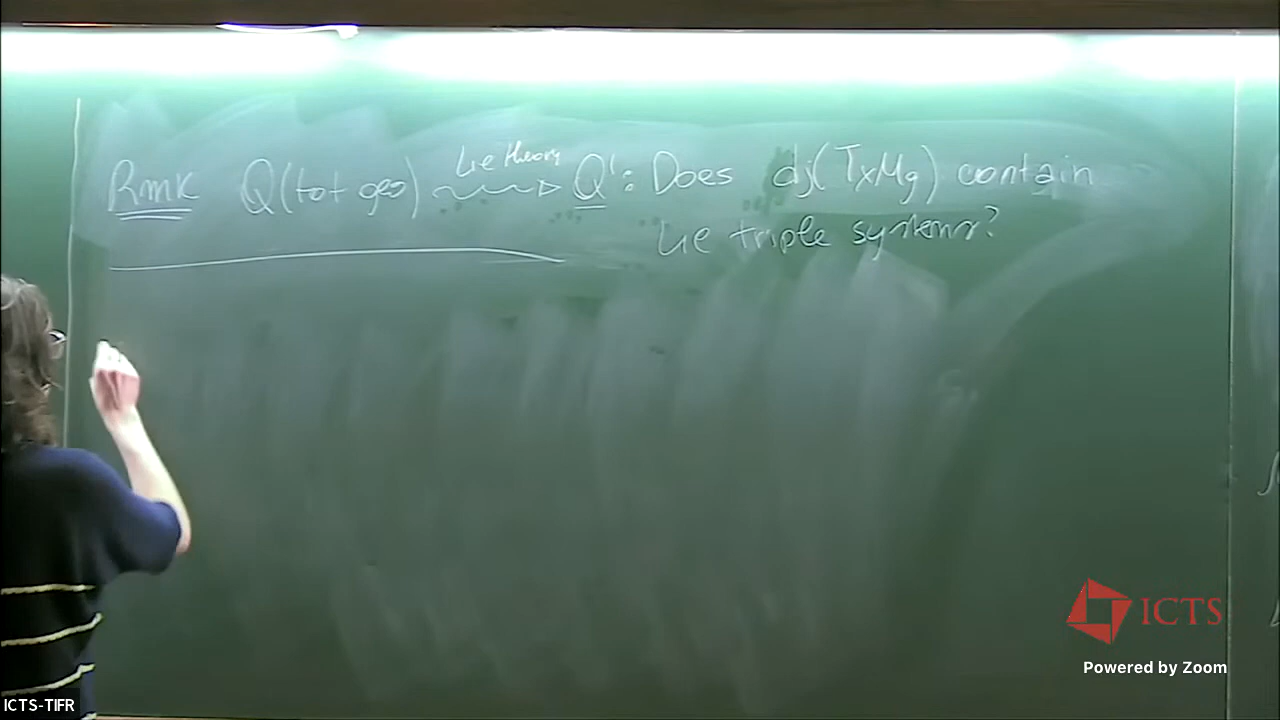 Rmk Q(tot geo) Lie theory Q': Does dj(TxMg) contain
Lie triple systems?
ICTS
Powered by Zoom
ICTS-TIFR